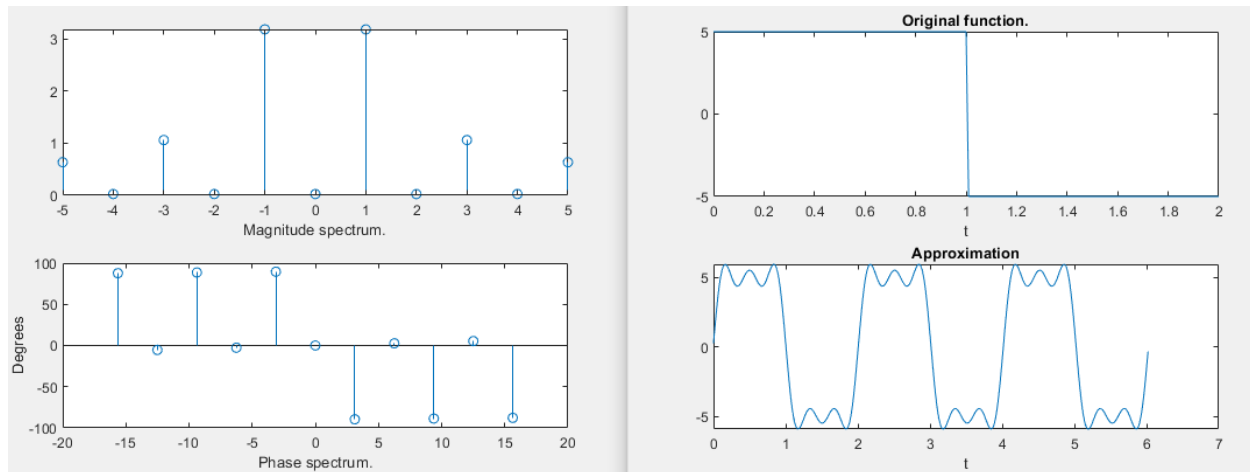 3
2
1
0
-5 -4 -3 -2 -1 0 1 2 3 4 5
Magnitude spectrum.
100
50
0
-50
-100
Degrees
-20 -15 -10 -5 0 5 10 15 20
Phase spectrum.
Original function.
5
0
-5
0 0.2 0.4 0.6 0.8 1 1.2 1.4 1.6 1.8 2
t
Approximation
5
0
-5
0 1 2 3 4 5 6 7
t